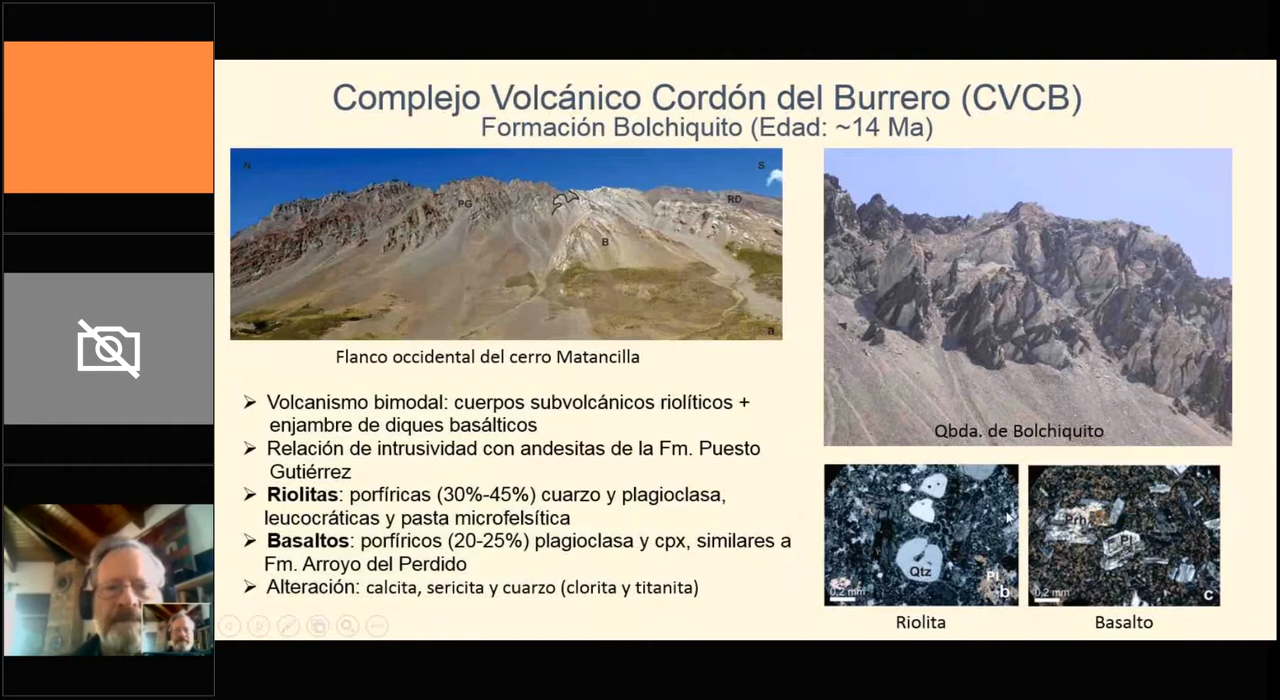 Complejo Volcánico Cordón del Burrero (CVCB)
Formación Bolchiquito (Edad: ~14 Ma)
N
S
PG
RD
B
a
Flanco occidental del cerro Matancilla
Qbda. de Bolchiquito
➢ Volcanismo bimodal: cuerpos subvolcánicos riolíticos +
enjambre de diques basálticos
➢ Relación de intrusividad con andesitas de la Fm. Puesto
Gutiérrez
➢ Riolitas: porfíricas (30%-45%) cuarzo y plagioclasa,
leucocráticas y pasta microfelsítica
➢ Basaltos: porfíricos (20-25%) plagioclasa y cpx, similares a
Fm. Arroyo del Perdido
➢ Alteración: calcita, sericita y cuarzo (clorita y titanita)
Qtz
Pl
0,2 mm
b
Prh
Pl
0,2 mm
c
Riolita
Basalto